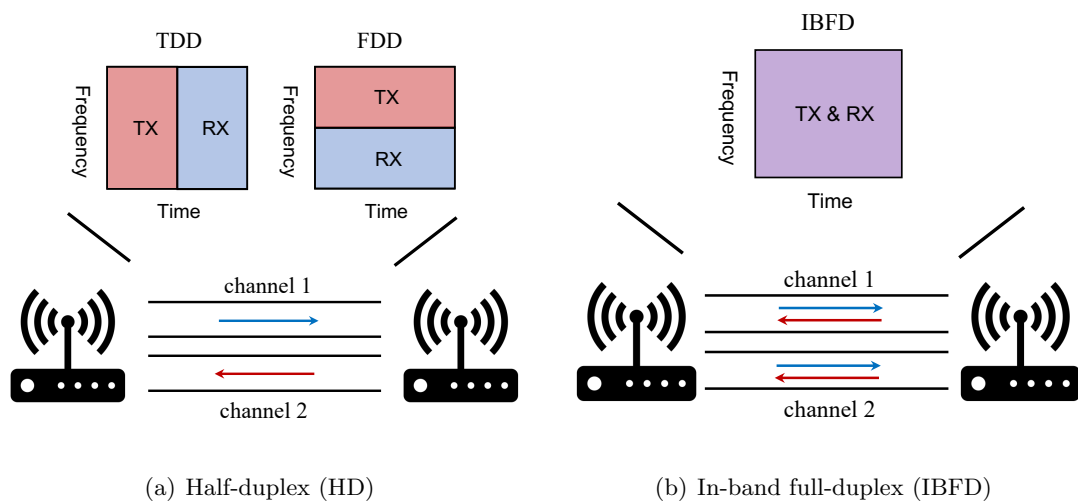 TDD
Frequency
TX
RX
Time
FDD
Frequency
TX
RX
Time
channel 1
channel 2
(a) Half-duplex (HD)
IBFD
Frequency
TX & RX
Time
channel 1
channel 2
(b) In-band full-duplex (IBFD)